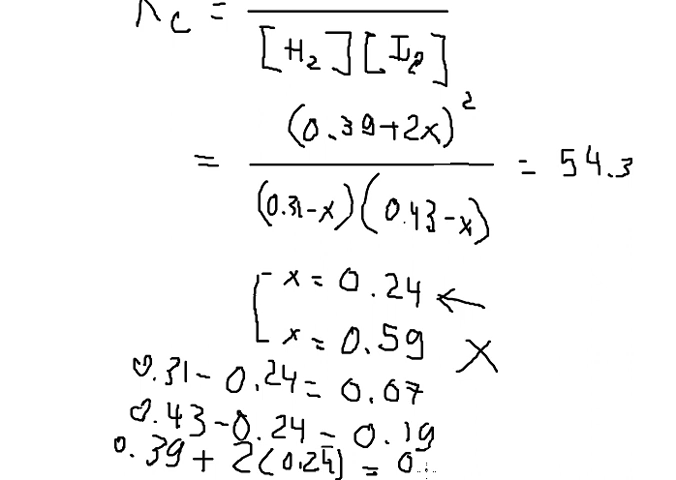 Kc =
[H₂][I₂]
(0.39+2x)²
= = 54.3
(0.31-x)(0.43-x)
x = 0.24 ←
x = 0.59 X
0.31 - 0.24 = 0.07
0.43 - 0.24 = 0.19
0.39 + 2(0.24) = 0.